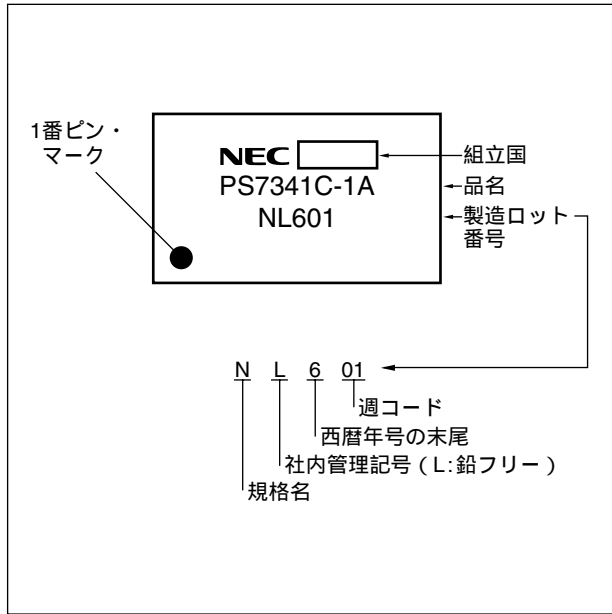 1番ピン・
マーク
NEC
PS7341C-1A
NL601
組立国
品名
製造ロット
番号
N L 6 01
週コード
西暦年号の末尾
社内管理記号（L:鉛フリー）
規格名